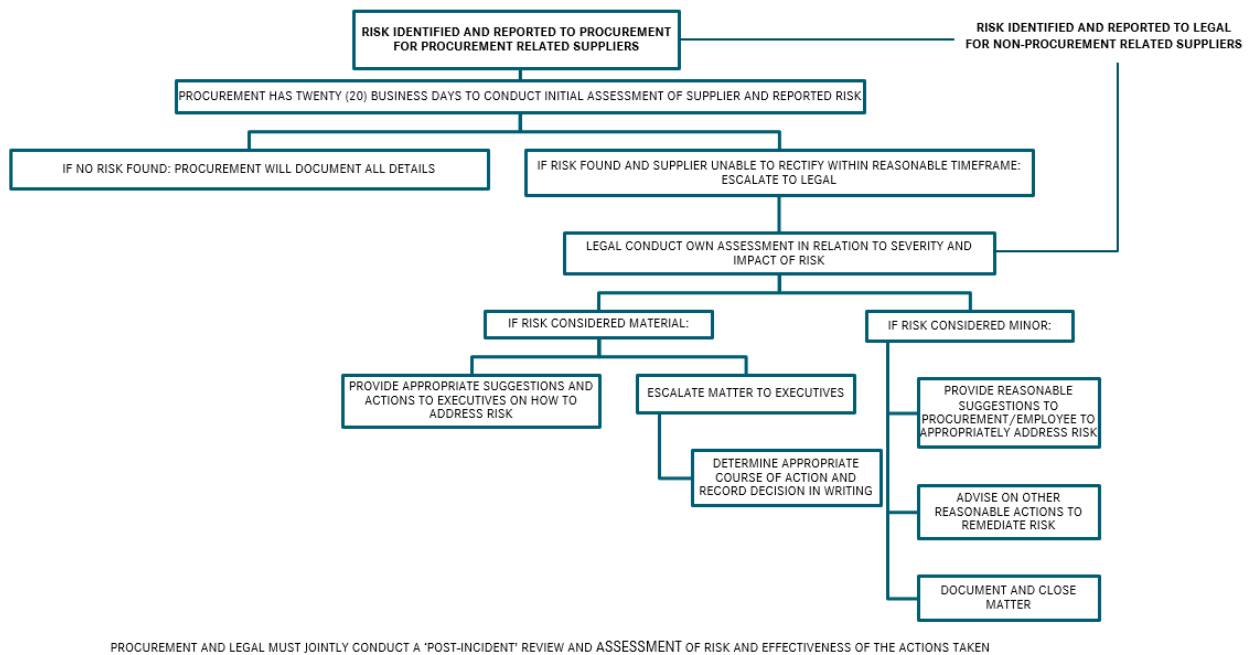 RISK IDENTIFIED AND REPORTED TO PROCUREMENT
FOR PROCUREMENT RELATED SUPPLIERS
RISK IDENTIFIED AND REPORTED TO LEGAL
FOR NON-PROCUREMENT RELATED SUPPLIERS
PROCUREMENT HAS TWENTY (20) BUSINESS DAYS TO CONDUCT INITIAL ASSESSMENT OF SUPPLIER AND REPORTED RISK
IF NO RISK FOUND: PROCUREMENT WILL DOCUMENT ALL DETAILS
IF RISK FOUND AND SUPPLIER UNABLE TO RECTIFY WITHIN REASONABLE TIMEFRAME:
ESCALATE TO LEGAL
LEGAL CONDUCT OWN ASSESSMENT IN RELATION TO SEVERITY AND
IMPACT OF RISK
IF RISK CONSIDERED MATERIAL:
IF RISK CONSIDERED MINOR:
PROVIDE APPROPRIATE SUGGESTIONS AND
ACTIONS TO EXECUTIVES ON HOW TO
ADDRESS RISK
ESCALATE MATTER TO EXECUTIVES
DETERMINE APPROPRIATE
COURSE OF ACTION AND
RECORD DECISION IN WRITING
PROVIDE REASONABLE
SUGGESTIONS TO
PROCUREMENT/EMPLOYEE TO
APPROPRIATELY ADDRESS RISK
ADVISE ON OTHER
REASONABLE ACTIONS TO
REMEDIATE RISK
DOCUMENT AND CLOSE
MATTER
PROCUREMENT AND LEGAL MUST JOINTLY CONDUCT A 'POST-INCIDENT' REVIEW AND ASSESSMENT OF RISK AND EFFECTIVENESS OF THE ACTIONS TAKEN